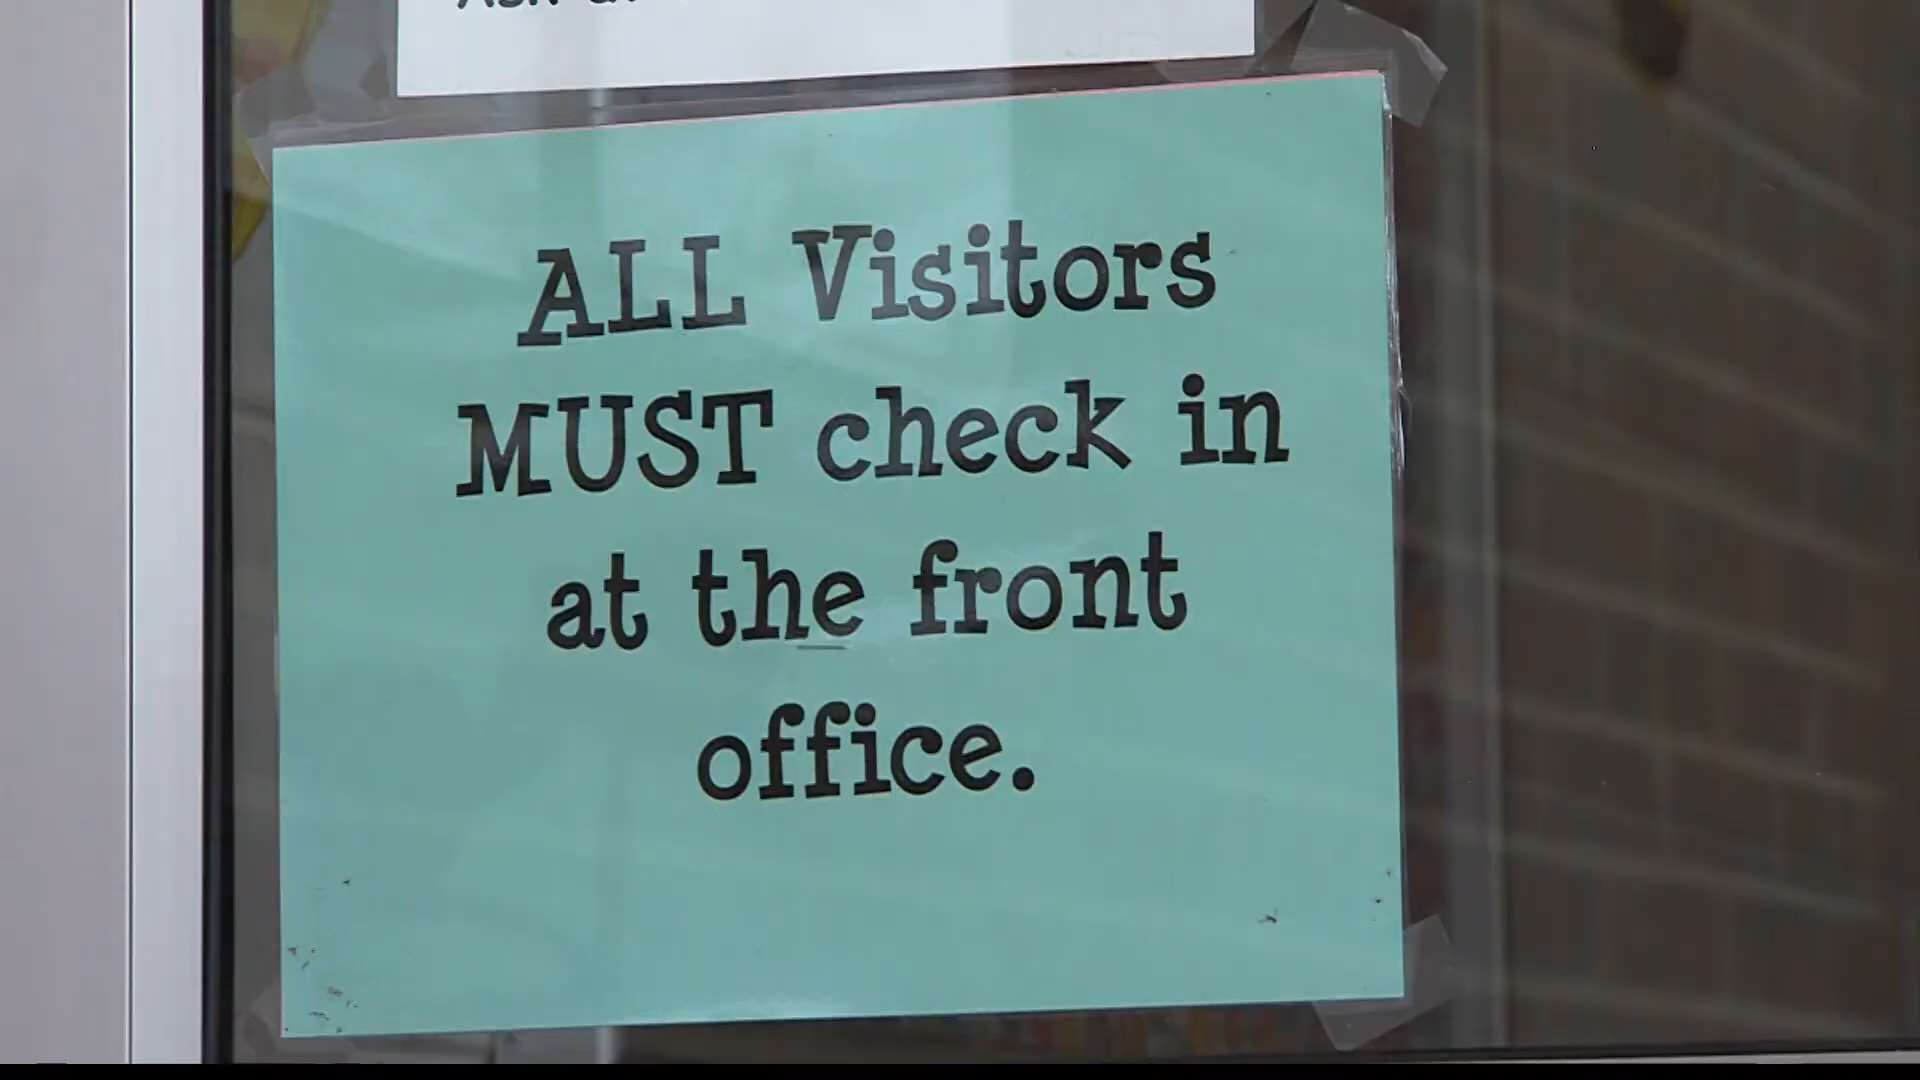 ALL Visitors
MUST check in
at the front
office.